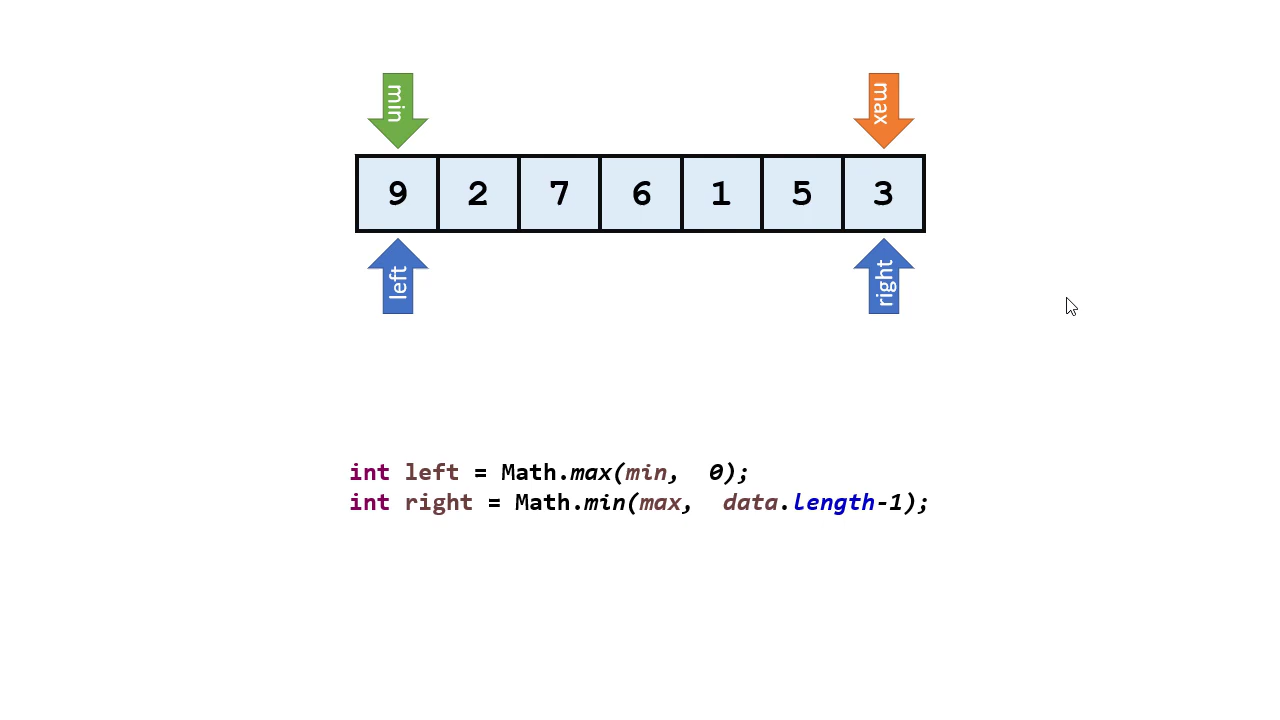 min max
9 2 7 6 1 5 3
left right
int left = Math.max(min, 0);
int right = Math.min(max, data.length-1);